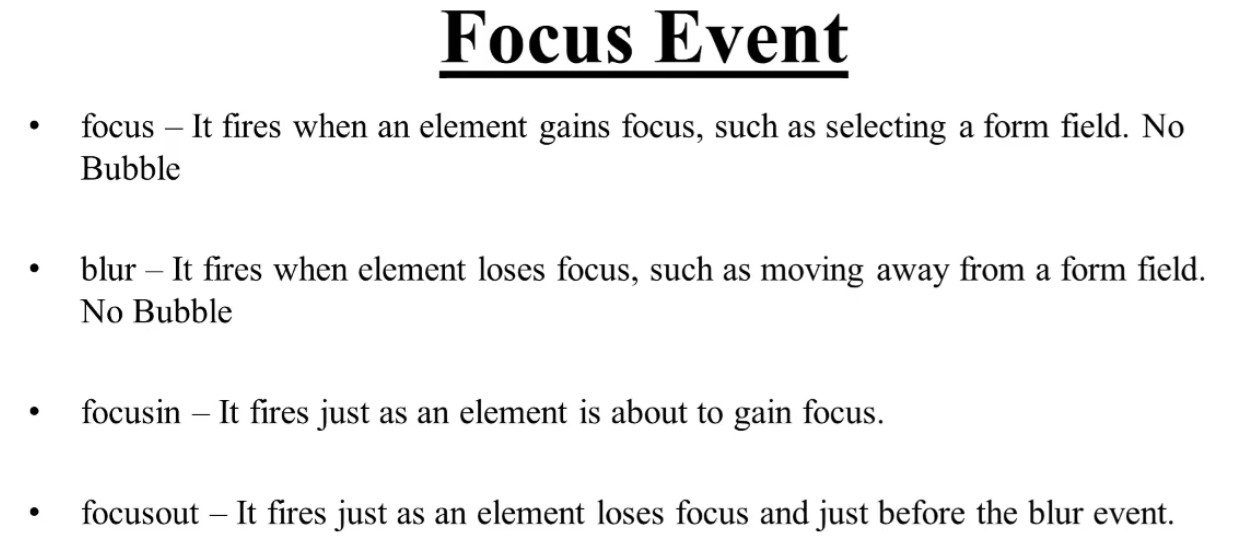 Focus Event
• focus – It fires when an element gains focus, such as selecting a form field. No
Bubble
• blur – It fires when element loses focus, such as moving away from a form field.
No Bubble
• focusin – It fires just as an element is about to gain focus.
• focusout – It fires just as an element loses focus and just before the blur event.